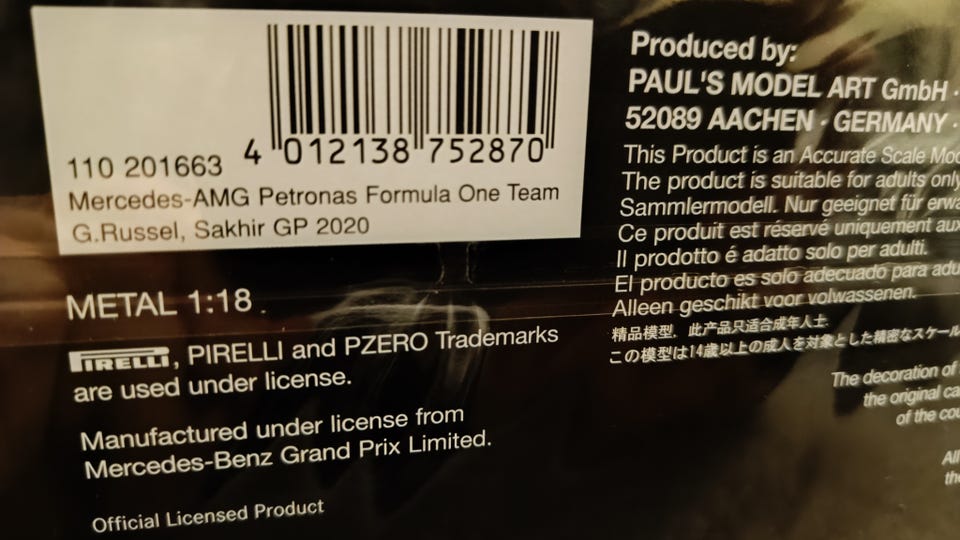 4 012138 752870
110 201663
Mercedes-AMG Petronas Formula One Team
G.Russel, Sakhir GP 2020
METAL 1:18
PIRELLI, PIRELLI and PZERO Trademarks
are used under license.
Manufactured under license from
Mercedes-Benz Grand Prix Limited.
Official Licensed Product
Produced by:
PAUL'S MODEL ART GmbH ·
52089 AACHEN · GERMANY ·
This Product is an Accurate Scale
The product is suitable for adults only
Sammlermodell. Nur geeignet für
Ce produit est réservé uniquement
Il prodotto é adatto solo per adulti.
El producto es solo adecuado para
Alleen geschikt voor volwassenen.
精品模型，此产品只适合成年人士.
この模型は14歳以上の成人を対象とした精密なスケール
The decoration of
the original
of the